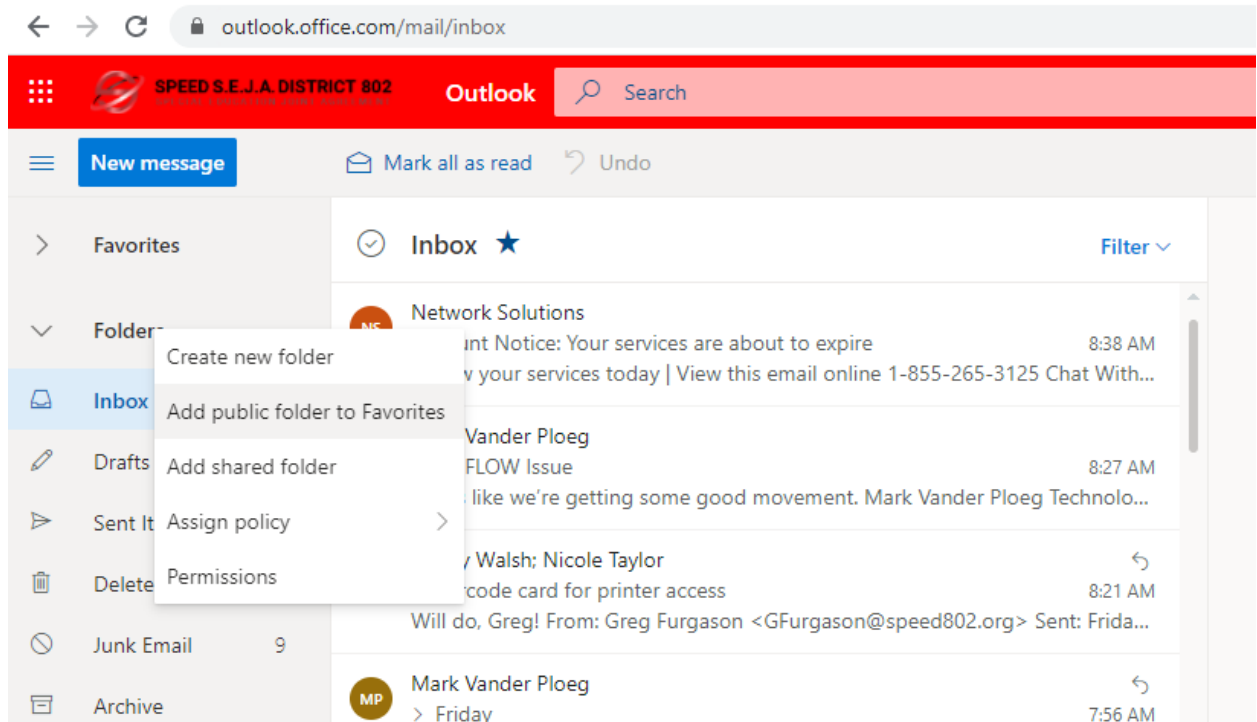 outlook.office.com/mail/inbox
SPEED S.E.J.A. DISTRICT 802
Outlook
Search
New message
Mark all as read
Undo
Favorites
Inbox
Filter
Folders
Create new folder
Add public folder to Favorites
Add shared folder
Assign policy
Permissions
Inbox
Drafts
Sent It
Delete
Junk Email 9
Archive
NS
Network Solutions
unt Notice: Your services are about to expire 8:38 AM
your services today | View this email online 1-855-265-3125 Chat With...
Vander Ploeg
FLOW Issue 8:27 AM
like we're getting some good movement. Mark Vander Ploeg Technolo...
Walsh; Nicole Taylor
code card for printer access 8:21 AM
Will do, Greg! From: Greg Furgason <GFurgason@speed802.org> Sent: Frida...
MP
Mark Vander Ploeg
> Friday 7:56 AM